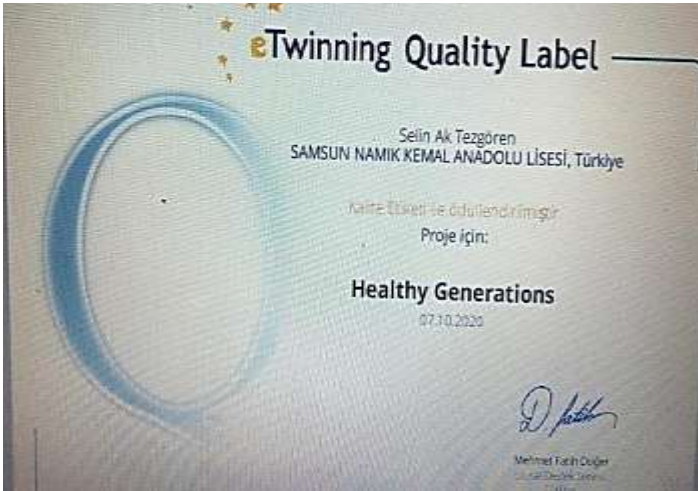 eTwinning Quality Label
Selin Ak Tezgören
SAMSUN NAMIK KEMAL ANADOLU LİSESİ, Türkiye
Kalite Etiketi ile ödüllendirilmiştir
Proje için:
Healthy Generations
07.10.2020
Mehmet Fatih Döğer